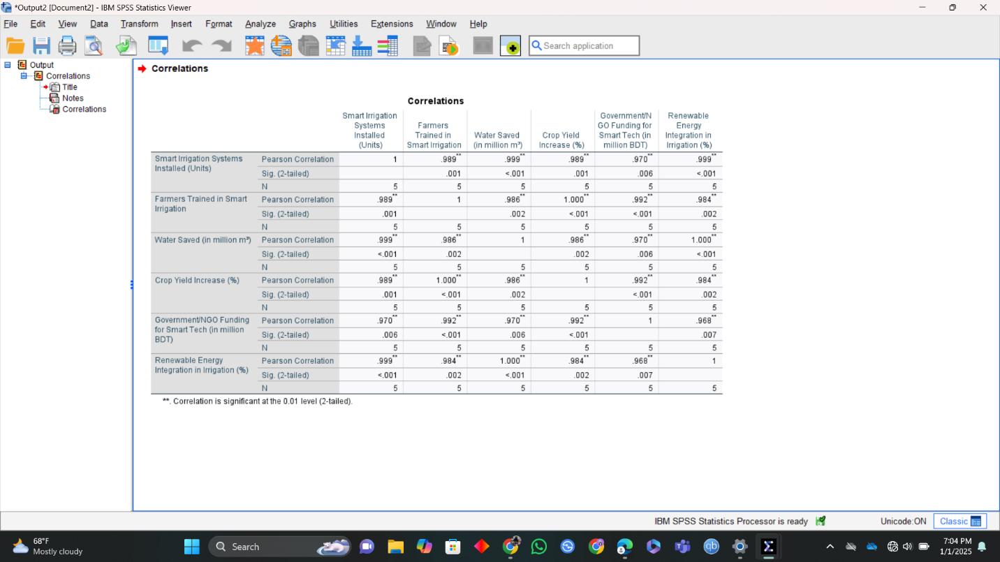 *Output2 [Document2] - IBM SPSS Statistics Viewer
File Edit View Data Transform Insert Format Analyze Graphs Utilities Extensions Window Help
Search application
Output
Correlations
Title
Notes
Correlations
Correlations
Correlations
Smart Irrigation Systems Installed (Units) Farmers Trained in Smart Irrigation Water Saved (in million m³) Crop Yield Increase (%) Government/N GO Funding for Smart Tech (in million BDT) Renewable Energy Integration in Irrigation (%)
Smart Irrigation Systems Installed (Units) Pearson Correlation 1 .989** .999** .989** .970** .999**
Sig. (2-tailed) .001 <.001 .001 .006 <.001
N 5 5 5 5 5 5
Farmers Trained in Smart Irrigation Pearson Correlation .989** 1 .986** 1.000** .992** .984**
Sig. (2-tailed) .001 .002 <.001 <.001 .002
N 5 5 5 5 5 5
Water Saved (in million m³) Pearson Correlation .999** .986** 1 .986** .970** 1.000**
Sig. (2-tailed) <.001 .002 .002 .006 <.001
N 5 5 5 5 5 5
Crop Yield Increase (%) Pearson Correlation .989** 1.000** .986** 1 .992** .984**
Sig. (2-tailed) .001 <.001 .002 <.001 .002
N 5 5 5 5 5 5
Government/NGO Funding for Smart Tech (in million BDT) Pearson Correlation .970** .992** .970** .992** 1 .968**
Sig. (2-tailed) .006 <.001 .006 <.001 .007
N 5 5 5 5 5 5
Renewable Energy Integration in Irrigation (%) Pearson Correlation .999** .984** 1.000** .984** .968** 1
Sig. (2-tailed) <.001 .002 <.001 .002 .007
N 5 5 5 5 5 5
**. Correlation is significant at the 0.01 level (2-tailed).
IBM SPSS Statistics Processor is ready Unicode:ON Classic
68°F
Mostly cloudy
Search
qb
7:04 PM
1/1/2025